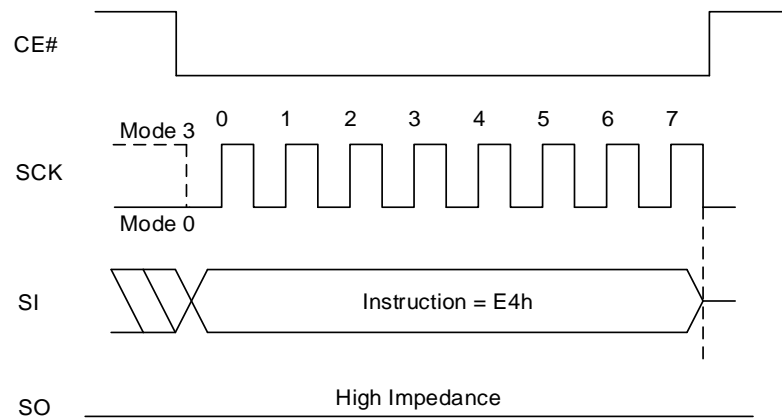 CE#
Mode 3
0 1 2 3 4 5 6 7
SCK
Mode 0
SI
Instruction = E4h
SO
High Impedance